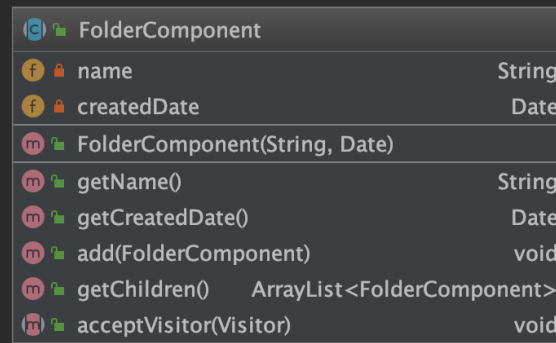 FolderComponent
name String
createdDate Date
FolderComponent(String, Date)
getName() String
getCreatedDate() Date
add(FolderComponent) void
getChildren() ArrayList<FolderComponent>
acceptVisitor(Visitor) void